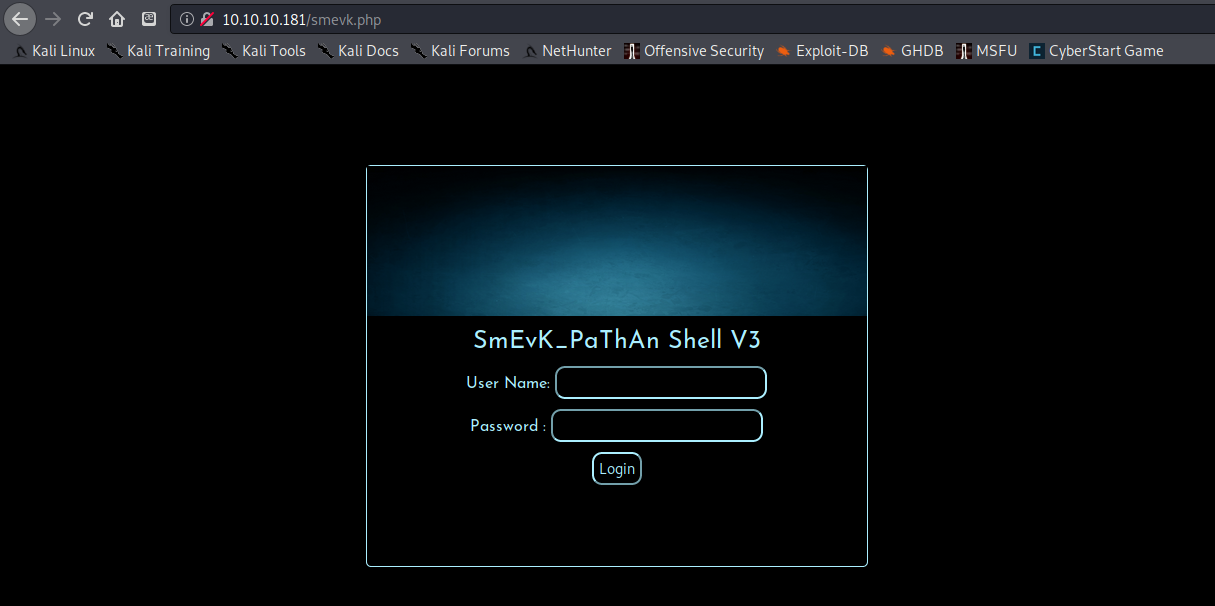 10.10.10.181/smevk.php
Kali Linux Kali Training Kali Tools Kali Docs Kali Forums NetHunter Offensive Security Exploit-DB GHDB MSFU CyberStart Game
SmEvK_PaThAn Shell V3
User Name:
Password :
Login